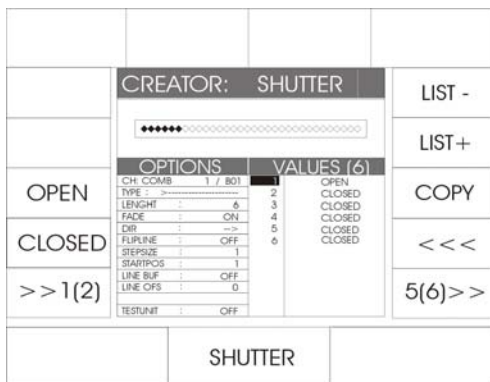 CREATOR: SHUTTER
LIST -
LIST+
OPTIONS VALUES (6)
CH: COMB 1 / B01 1 OPEN
TYPE : >---------------------- 2 CLOSED
LENGHT : 6 3 CLOSED
FADE : ON 4 CLOSED
DIR : --> 5 CLOSED
FLIPLINE : OFF 6 CLOSED
STEPSIZE : 1
STARTPOS : 1
LINE BUF : OFF
LINE OFS : 0
TESTUNIT : OFF
OPEN
COPY
CLOSED
<<<
>>1(2)
5(6)>>
SHUTTER